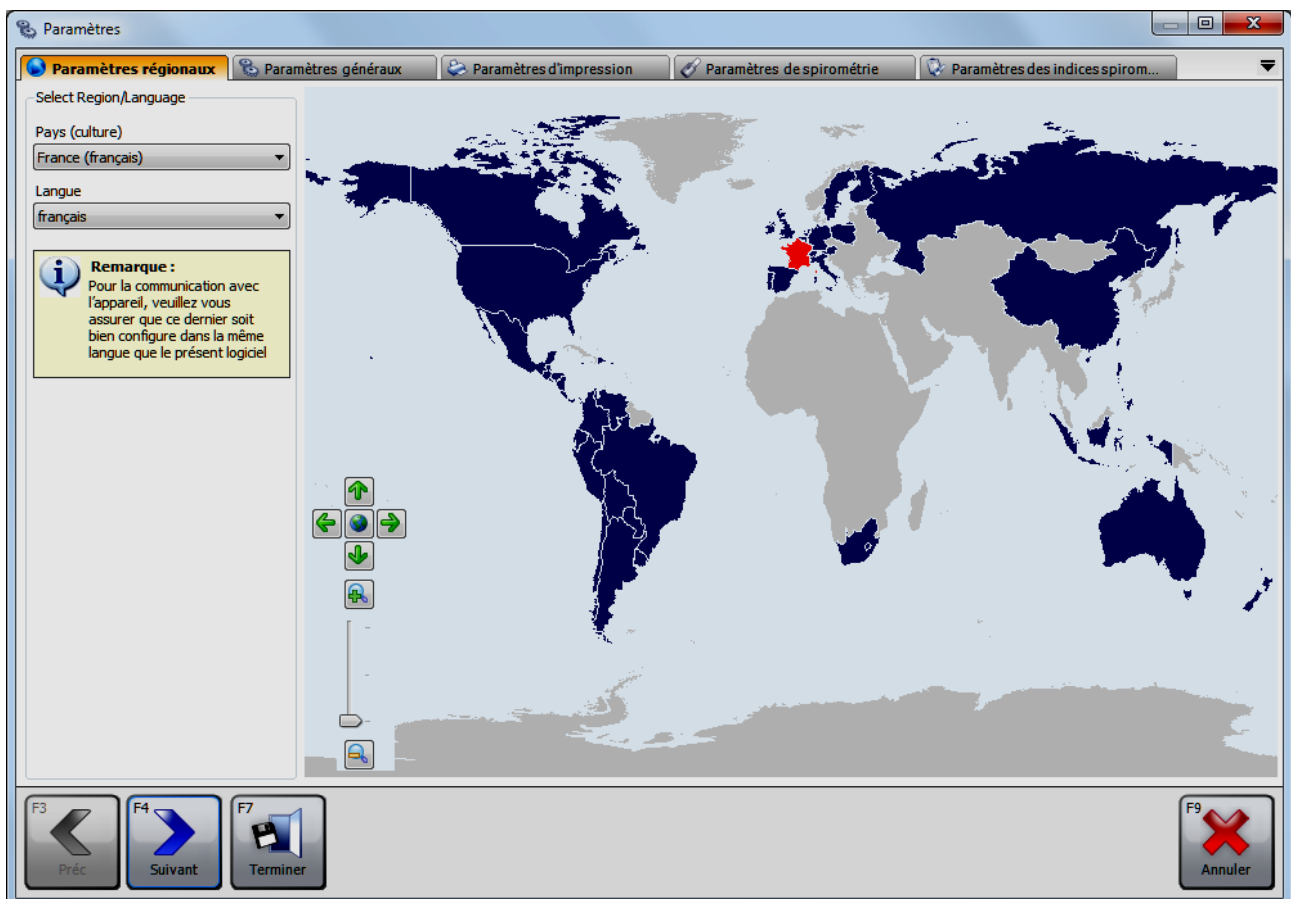 Paramètres
Paramètres régionaux
Paramètres généraux
Paramètres d'impression
Paramètres de spirométrie
Paramètres des indices spirom...
Select Region/Language
Pays (culture)
France (français)
Langue
français
Remarque :
Pour la communication avec
l'appareil, veuillez vous
assurer que ce dernier soit
bien configure dans la même
langue que le présent logiciel
F3
Préc
F4
Suivant
F7
Terminer
F9
Annuler